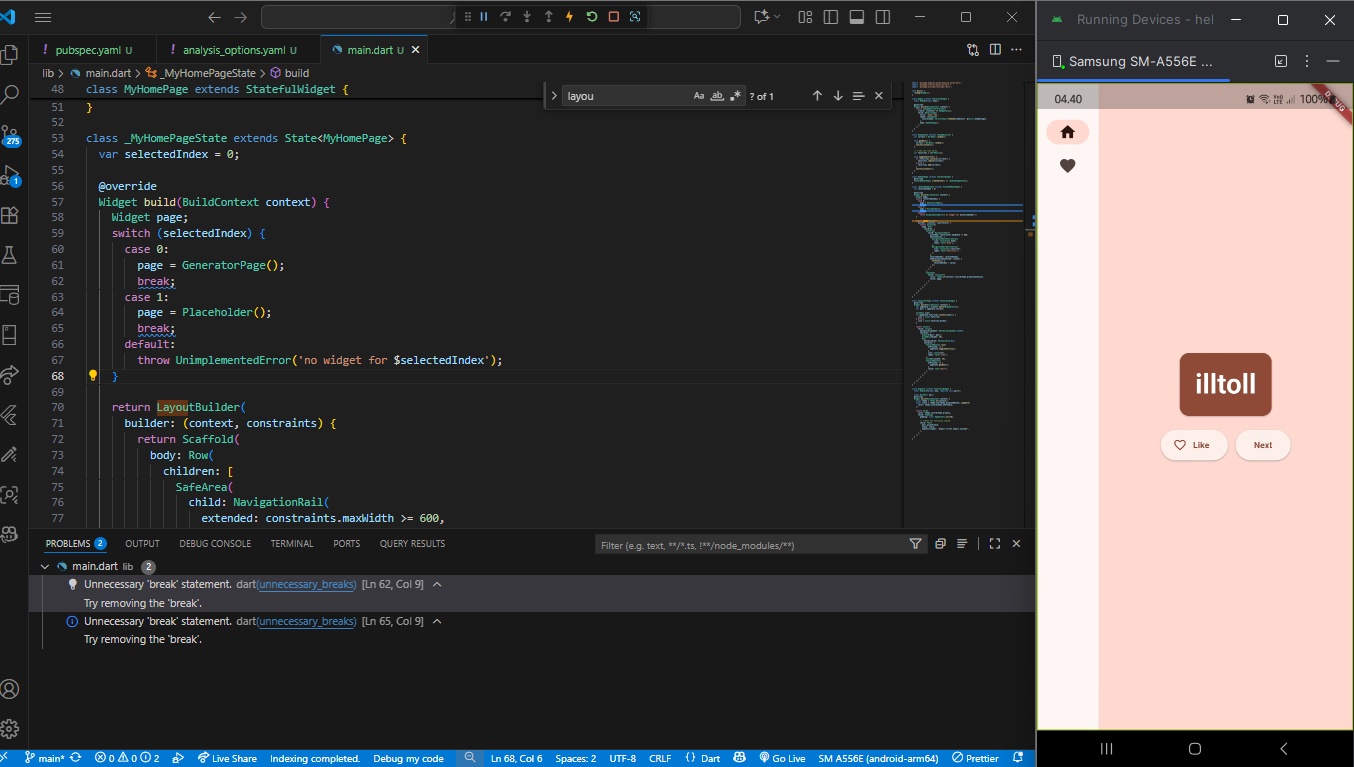 Running Devices - hel
pubspec.yaml U
analysis_options.yaml U
main.dart U
Samsung SM-A556E ...
lib > main.dart > _MyHomePageState > build
48 class MyHomePage extends StatefulWidget {
layou
Aa ab
? of 1
51 }
52
53 class _MyHomePageState extends State<MyHomePage> {
54 var selectedIndex = 0;
55
56 @override
57 Widget build(BuildContext context) {
58 Widget page;
59 switch (selectedIndex) {
60 case 0:
61 page = GeneratorPage();
62 break;
63 case 1:
64 page = Placeholder();
65 break;
66 default:
67 throw UnimplementedError('no widget for $selectedIndex');
68 }
69
70 return LayoutBuilder(
71 builder: (context, constraints) {
72 return Scaffold(
73 body: Row(
74 children: [
75 SafeArea(
76 child: NavigationRail(
77 extended: constraints.maxWidth >= 600,
275
1
04.40
100%
DEBUG
illtoll
Like
Next
PROBLEMS 2 OUTPUT DEBUG CONSOLE TERMINAL PORTS QUERY RESULTS
Filter (e.g. text, **/*.ts, !**/node_modules/**)
main.dart lib 2
Unnecessary 'break' statement. dart(unnecessary_breaks) [Ln 62, Col 9]
Try removing the 'break'.
Unnecessary 'break' statement. dart(unnecessary_breaks) [Ln 65, Col 9]
Try removing the 'break'.
main* 0 0 2 Live Share Indexing completed. Debug my code Ln 68, Col 6 Spaces: 2 UTF-8 CRLF {} Dart Go Live SM A556E (android-arm64) Prettier